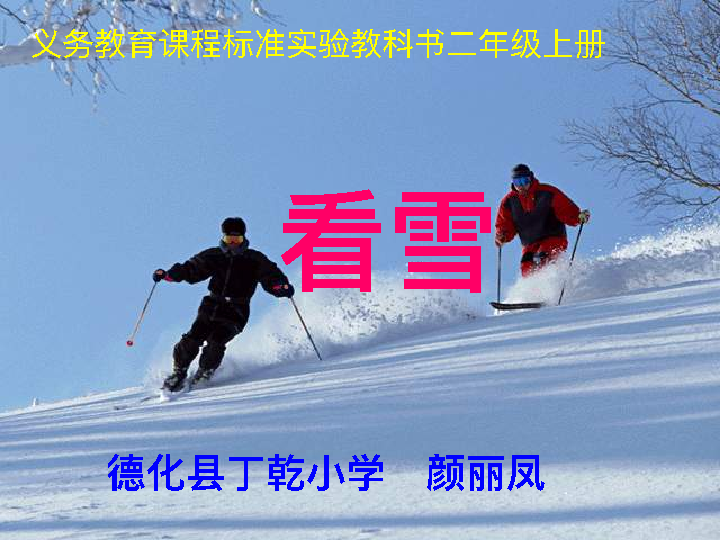 义务教育课程标准实验教科书二年级上册
看雪
德化县丁乾小学　颜丽凤